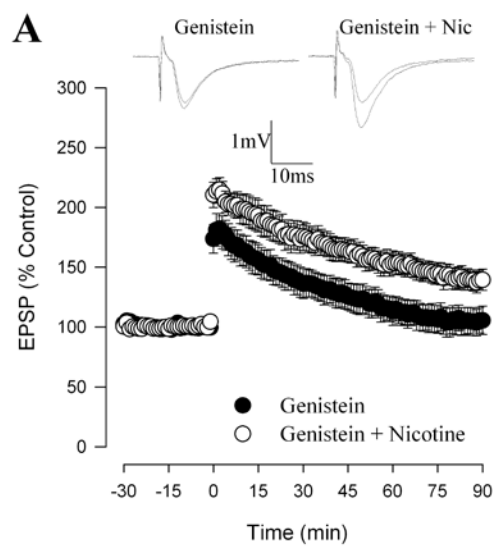 A
Genistein
Genistein + Nic
1mV
10ms
300
250
200
150
100
50
0
EPSP (% Control)
Genistein
Genistein + Nicotine
-30 -15 0 15 30 45 60 75 90
Time (min)